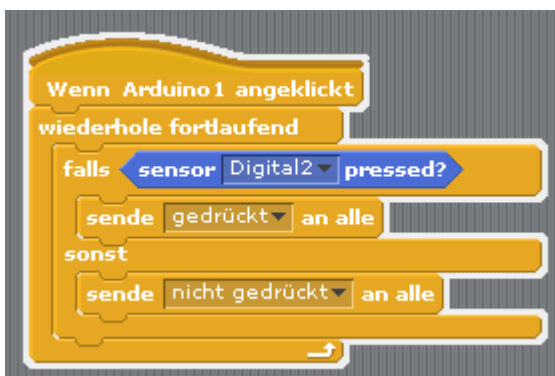 Wenn Arduino1 angeklickt
wiederhole fortlaufend
falls sensor Digital2 pressed?
sende gedrückt an alle
sonst
sende nicht gedrückt an alle